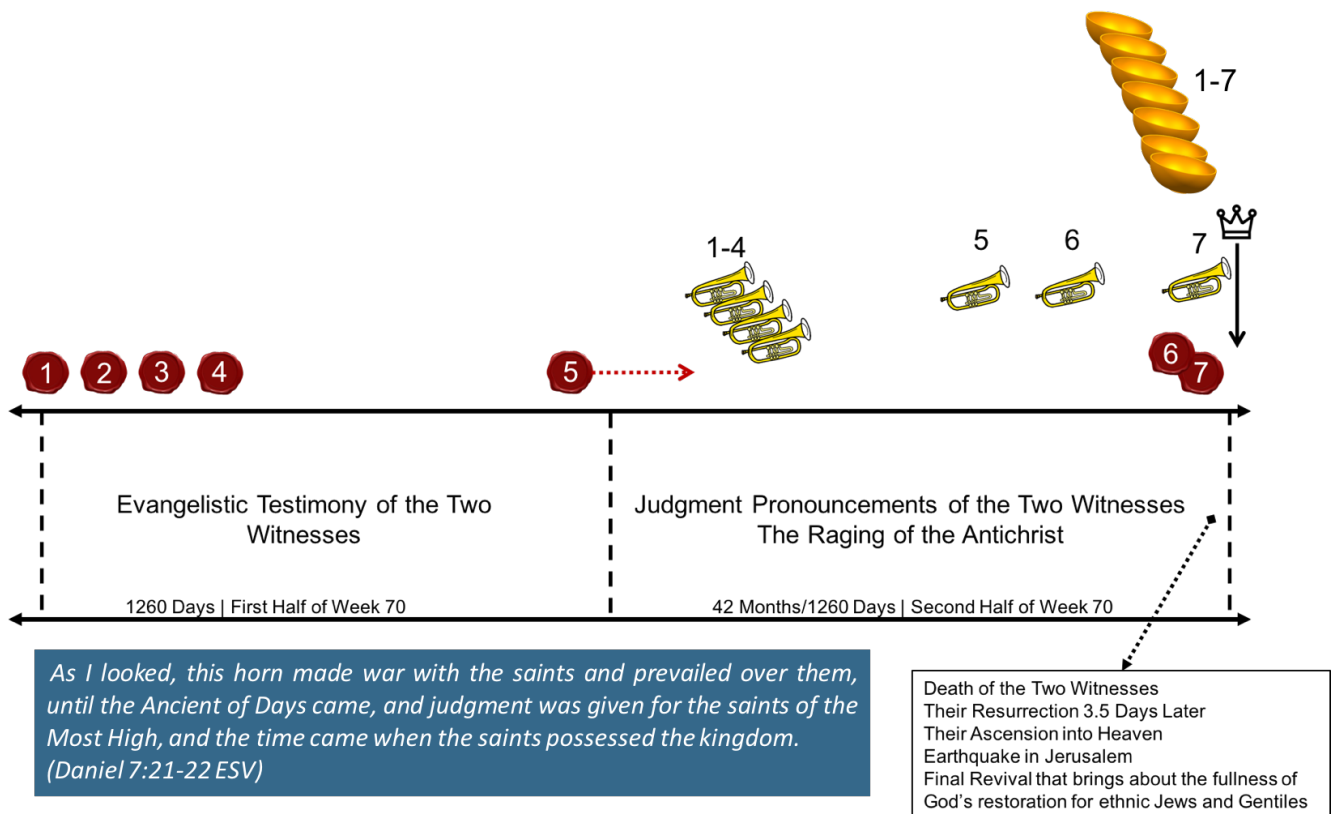 1-7
1-4
5
6
7
1
2
3
4
5
6
7
Evangelistic Testimony of the Two
Witnesses
Judgment Pronouncements of the Two Witnesses
The Raging of the Antichrist
1260 Days | First Half of Week 70
42 Months/1260 Days | Second Half of Week 70
As I looked, this horn made war with the saints and prevailed over them,
until the Ancient of Days came, and judgment was given for the saints of the
Most High, and the time came when the saints possessed the kingdom.
(Daniel 7:21-22 ESV)
Death of the Two Witnesses
Their Resurrection 3.5 Days Later
Their Ascension into Heaven
Earthquake in Jerusalem
Final Revival that brings about the fullness of
God's restoration for ethnic Jews and Gentiles